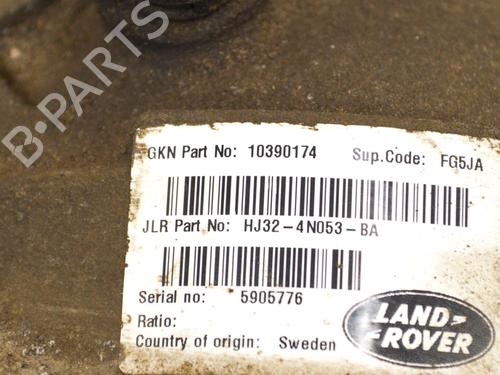 B-PARTS
GKN Part No: 10390174 Sup.Code: FG5JA
JLR Part No: HJ32-4N053-BA
Serial no: 5905776
Ratio:
Country of origin: Sweden
LAND-
-ROVER